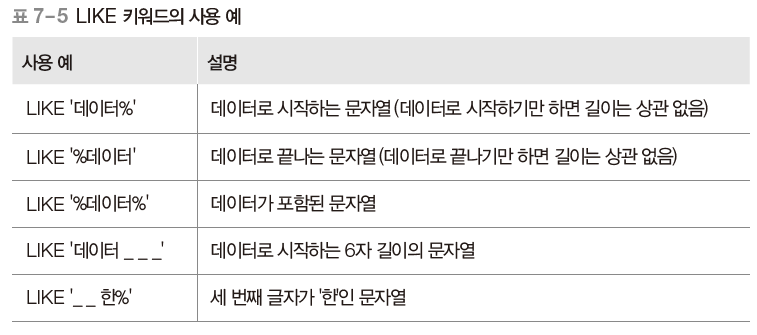 표 7-5 LIKE 키워드의 사용 예
사용 예 설명
LIKE '데이터%' 데이터로 시작하는 문자열(데이터로 시작하기만 하면 길이는 상관 없음)
LIKE '%데이터' 데이터로 끝나는 문자열(데이터로 끝나기만 하면 길이는 상관 없음)
LIKE '%데이터%' 데이터가 포함된 문자열
LIKE '데이터 _ _ _' 데이터로 시작하는 6자 길이의 문자열
LIKE '_ _ 한%' 세 번째 글자가 '한'인 문자열